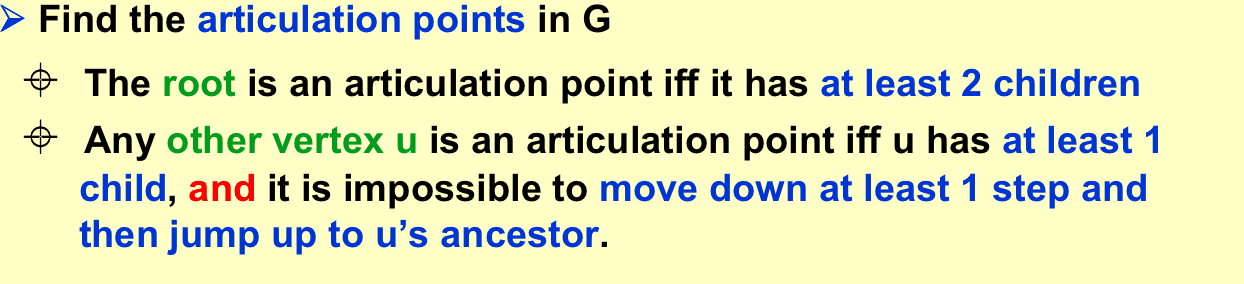 ➢ Find the articulation points in G
⌖ The root is an articulation point iff it has at least 2 children
⌖ Any other vertex u is an articulation point iff u has at least 1
child, and it is impossible to move down at least 1 step and
then jump up to u’s ancestor.